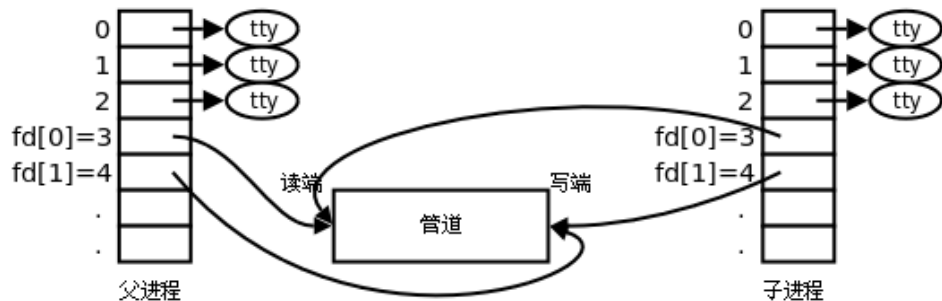 0 tty
1 tty
2 tty
fd[0]=3
fd[1]=4
.
.
父进程
读端
写端
管道
0 tty
1 tty
2 tty
fd[0]=3
fd[1]=4
.
.
子进程